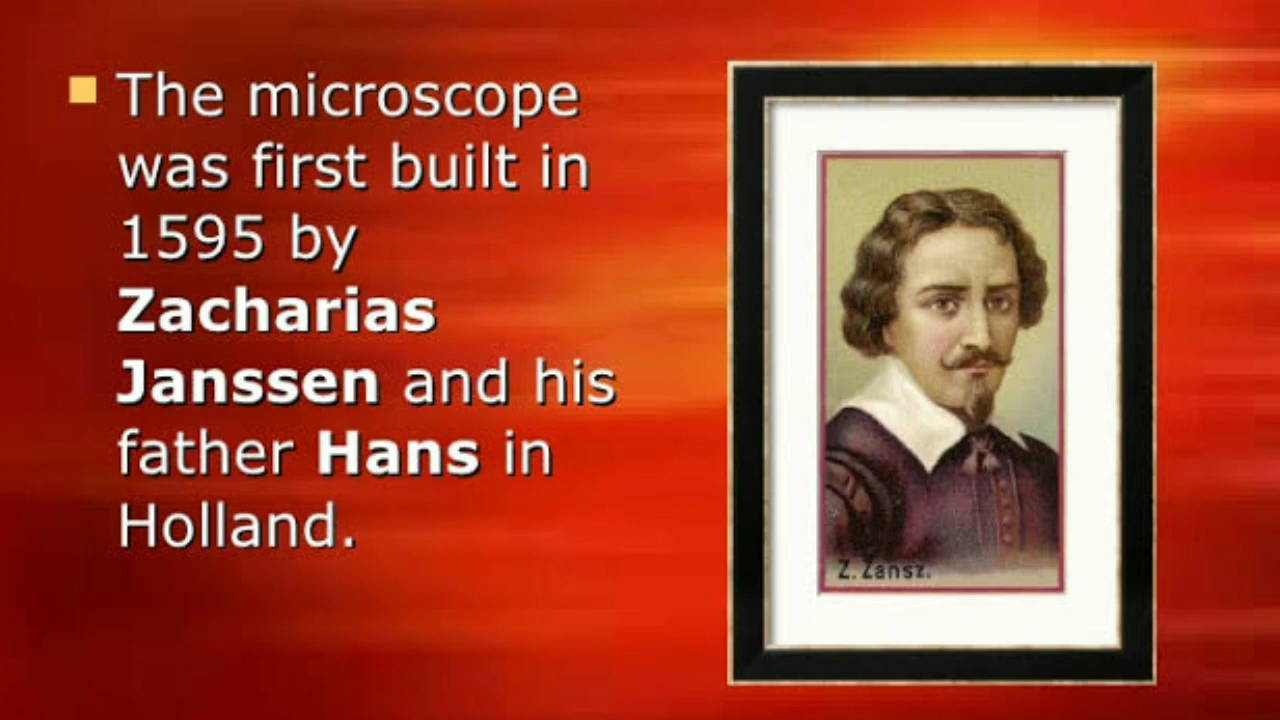 The microscope
was first built in
1595 by
Zacharias
Janssen and his
father Hans in
Holland.
Z. Zansz.